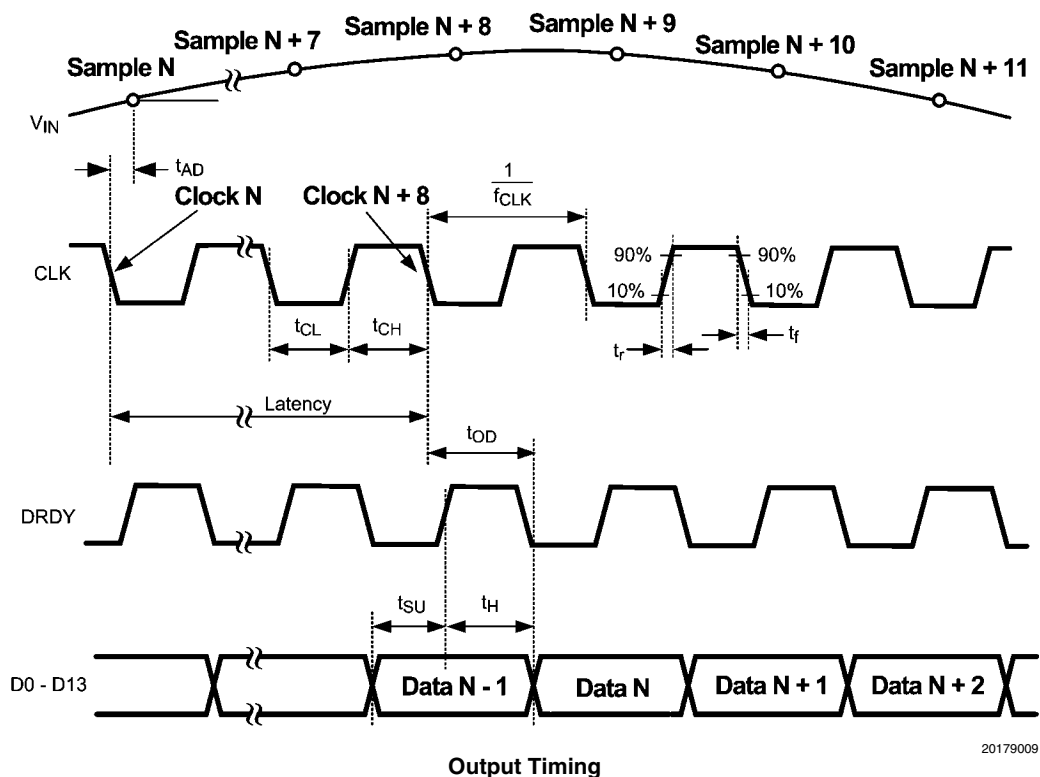 Sample N
Sample N + 7
Sample N + 8
Sample N + 9
Sample N + 10
Sample N + 11
VIN
tAD
Clock N
Clock N + 8
1
fCLK
CLK
90%
90%
10%
10%
tCL
tCH
tr
tf
Latency
tOD
DRDY
tSU
tH
D0 - D13
Data N - 1
Data N
Data N + 1
Data N + 2
20179009
Output Timing